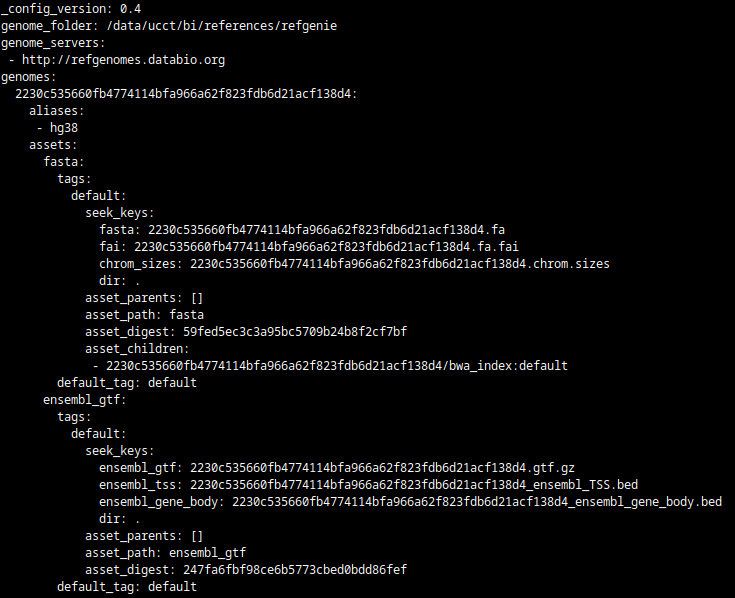 _config_version: 0.4
genome_folder: /data/ucct/bi/references/refgenie
genome_servers:
 - http://refgenomes.databio.org
genomes:
  2230c535660fb4774114bfa966a62f823fdb6d21acf138d4:
    aliases:
     - hg38
    assets:
      fasta:
        tags:
          default:
            seek_keys:
              fasta: 2230c535660fb4774114bfa966a62f823fdb6d21acf138d4.fa
              fai: 2230c535660fb4774114bfa966a62f823fdb6d21acf138d4.fa.fai
              chrom_sizes: 2230c535660fb4774114bfa966a62f823fdb6d21acf138d4.chrom.sizes
              dir: .
            asset_parents: []
            asset_path: fasta
            asset_digest: 59fed5ec3c3a95bc5709b24b8f2cf7bf
            asset_children:
             - 2230c535660fb4774114bfa966a62f823fdb6d21acf138d4/bwa_index:default
        default_tag: default
      ensembl_gtf:
        tags:
          default:
            seek_keys:
              ensembl_gtf: 2230c535660fb4774114bfa966a62f823fdb6d21acf138d4.gtf.gz
              ensembl_tss: 2230c535660fb4774114bfa966a62f823fdb6d21acf138d4_ensembl_TSS.bed
              ensembl_gene_body: 2230c535660fb4774114bfa966a62f823fdb6d21acf138d4_ensembl_gene_body.bed
              dir: .
            asset_parents: []
            asset_path: ensembl_gtf
            asset_digest: 247fa6fbf98ce6b5773cbed0bdd86fef
        default_tag: default